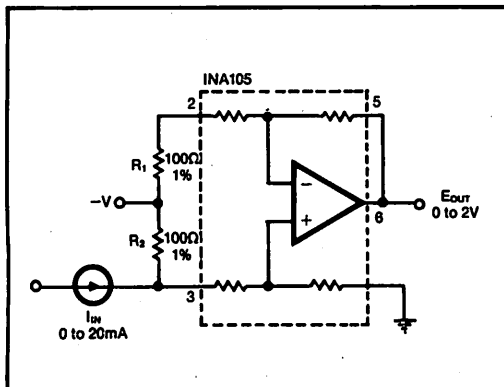 INA105
2
5
R₁
100Ω
1%
–V
R₂
100Ω
1%
–
+
6
EOUT
0 to 2V
3
IIN
0 to 20mA